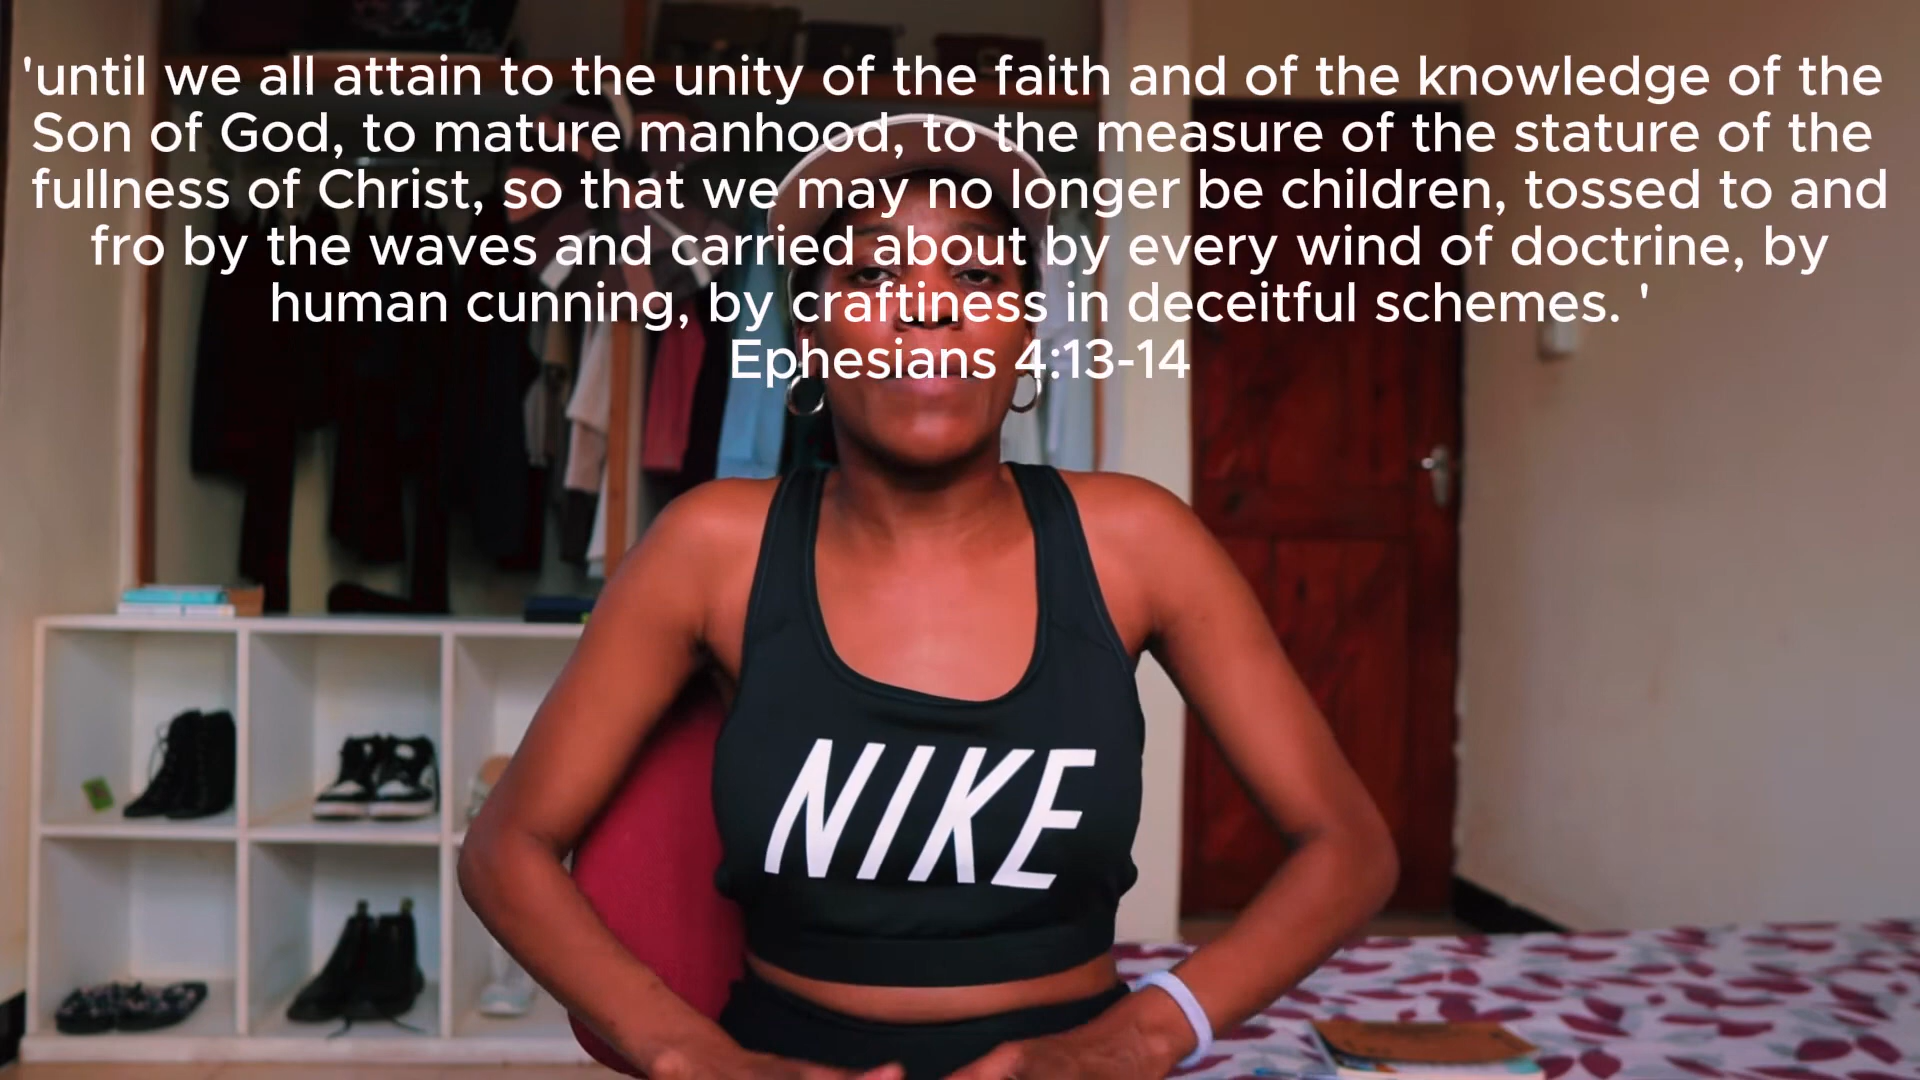 'until we all attain to the unity of the faith and of the knowledge of the
Son of God, to mature manhood, to the measure of the stature of the
fullness of Christ, so that we may no longer be children, tossed to and
fro by the waves and carried about by every wind of doctrine, by
human cunning, by craftiness in deceitful schemes. '
Ephesians 4:13-14
NIKE